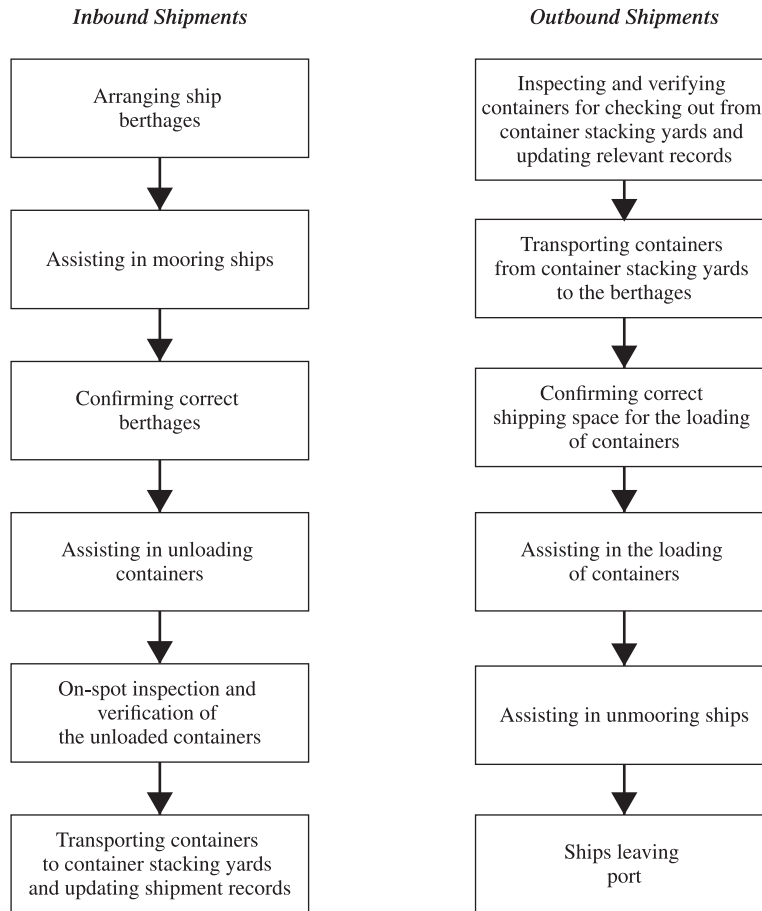 Inbound Shipments
Arranging ship
berthages
Assisting in mooring ships
Confirming correct
berthages
Assisting in unloading
containers
On-spot inspection and
verification of
the unloaded containers
Transporting containers
to container stacking yards
and updating shipment records
Outbound Shipments
Inspecting and verifying
containers for checking out from
container stacking yards and
updating relevant records
Transporting containers
from container stacking yards
to the berthages
Confirming correct
shipping space for the loading
of containers
Assisting in the loading
of containers
Assisting in unmooring ships
Ships leaving
port